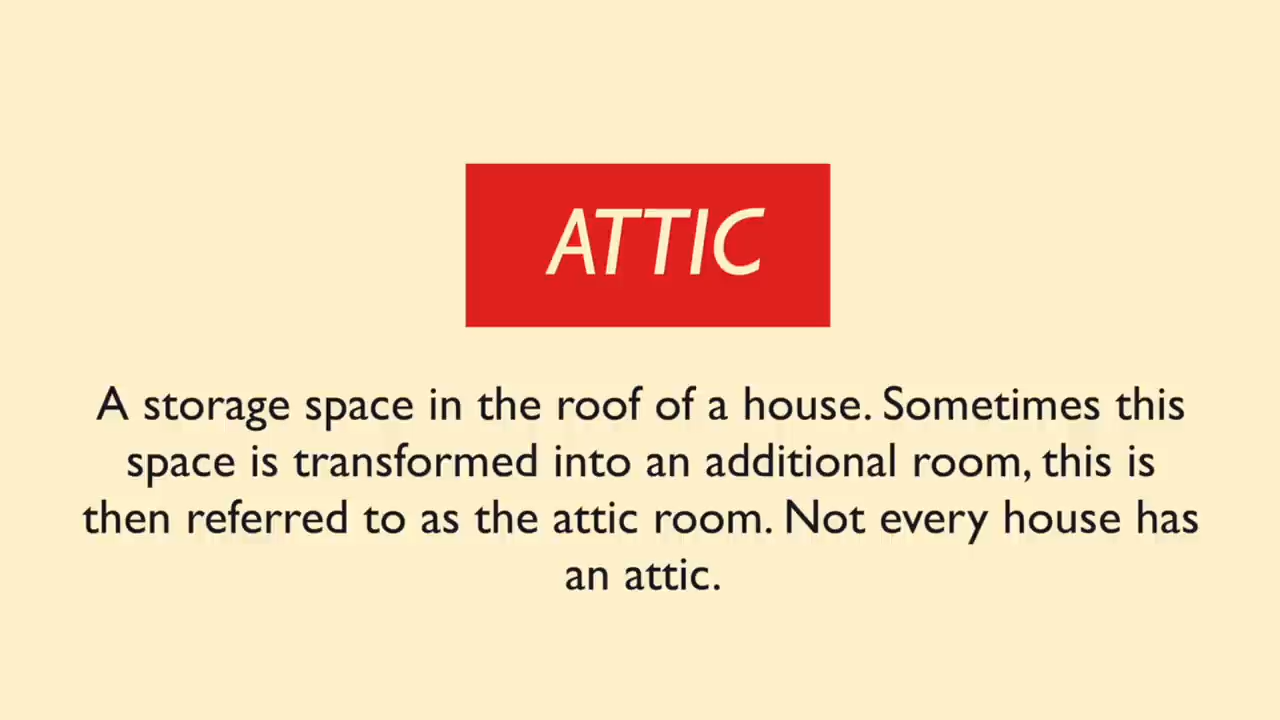 ATTIC
A storage space in the roof of a house. Sometimes this
space is transformed into an additional room, this is
then referred to as the attic room. Not every house has
an attic.